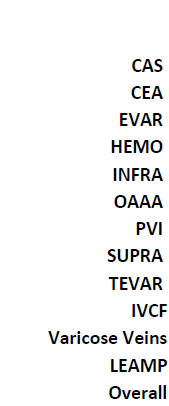 CAS
CEA
EVAR
HEMO
INFRA
OAAA
PVI
SUPRA
TEVAR
IVCF
Varicose Veins
LEAMP
Overall